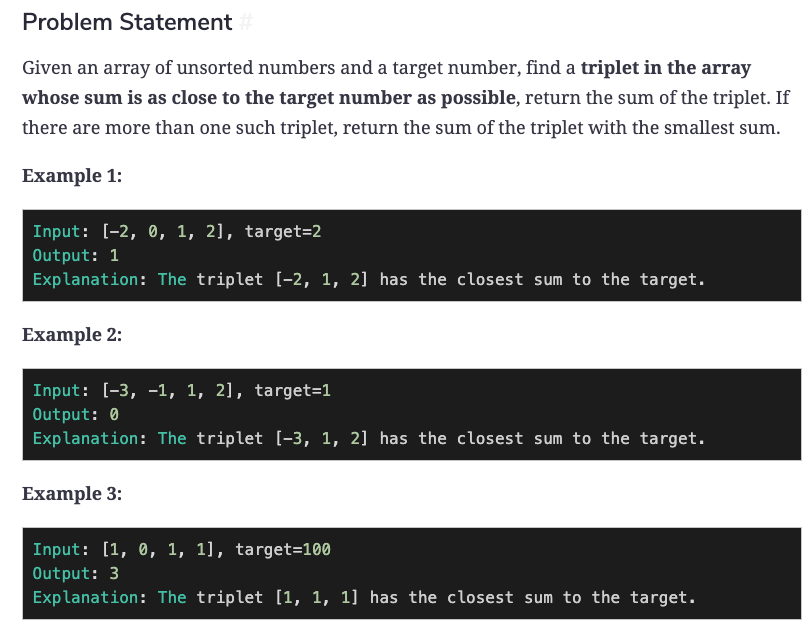 Problem Statement #
Given an array of unsorted numbers and a target number, find a triplet in the array
whose sum is as close to the target number as possible, return the sum of the triplet. If
there are more than one such triplet, return the sum of the triplet with the smallest sum.
Example 1:
Input: [-2, 0, 1, 2], target=2
Output: 1
Explanation: The triplet [-2, 1, 2] has the closest sum to the target.
Example 2:
Input: [-3, -1, 1, 2], target=1
Output: 0
Explanation: The triplet [-3, 1, 2] has the closest sum to the target.
Example 3:
Input: [1, 0, 1, 1], target=100
Output: 3
Explanation: The triplet [1, 1, 1] has the closest sum to the target.